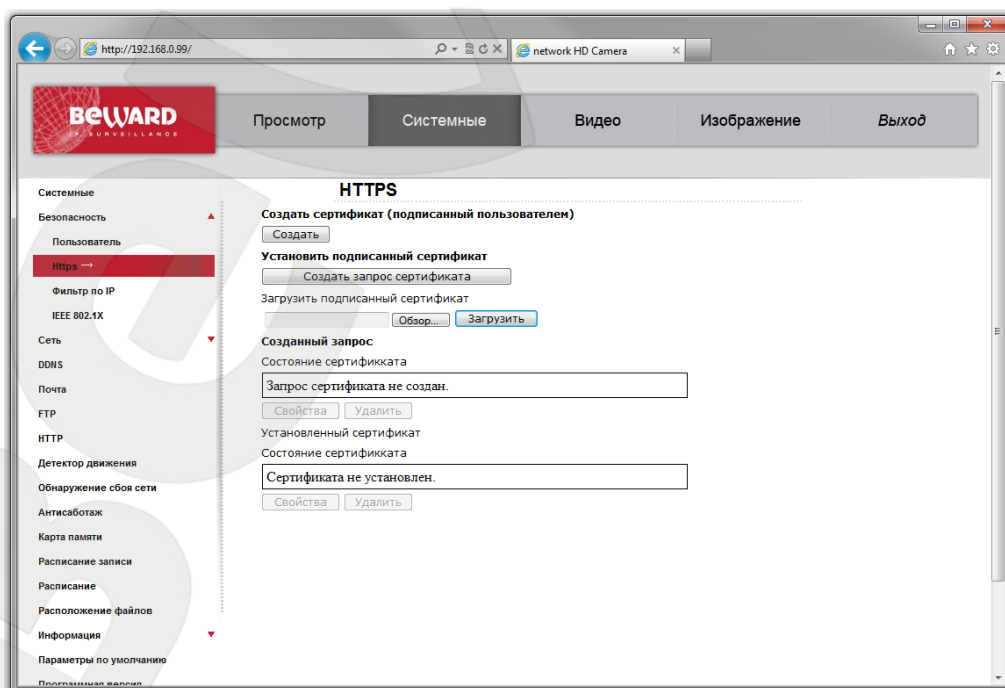 http://192.168.0.99/
network HD Camera
BEWARD
IP SURVEILLANCE
Просмотр
Системные
Видео
Изображение
Выход
Системные
Безопасность
Пользователь
Https →
Фильтр по IP
IEEE 802.1X
Сеть
DDNS
Почта
FTP
HTTP
Детектор движения
Обнаружение сбоя сети
Антисаботаж
Карта памяти
Расписание записи
Расписание
Расположение файлов
Информация
Параметры по умолчанию
Программная версия
HTTPS
Создать сертификат (подписанный пользователем)
Создать
Установить подписанный сертификат
Создать запрос сертификата
Загрузить подписанный сертификат
Обзор... Загрузить
Созданный запрос
Состояние сертификката
Запрос сертификата не создан.
Свойства Удалить
Установленный сертификат
Состояние сертификката
Сертификата не установлен.
Свойства Удалить